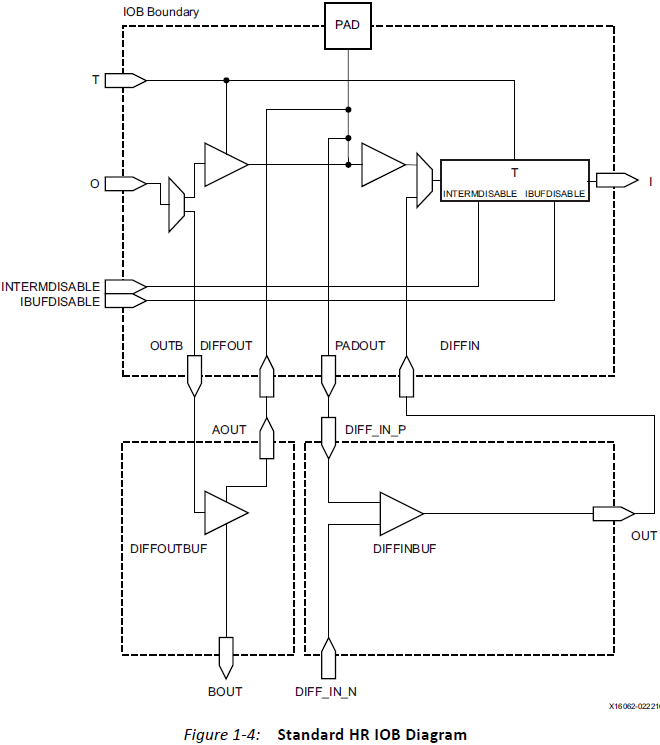 IOB Boundary
PAD
T
O
T
INTERMDISABLE IBUFDISABLE
I
INTERMDISABLE
IBUFDISABLE
OUTB DIFFOUT PADOUT DIFFIN
AOUT DIFF_IN_P
DIFFOUTBUF DIFFINBUF
OUT
BOUT DIFF_IN_N
X16062-022210
Figure 1-4: Standard HR IOB Diagram